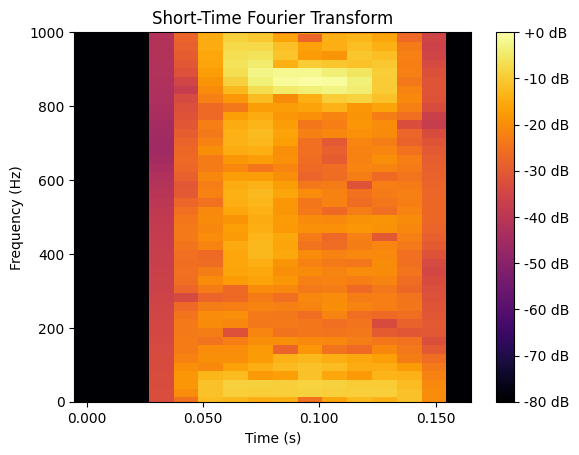 Short-Time Fourier Transform
Frequency (Hz)
1000
800
600
400
200
0
0.000
0.050
0.100
0.150
Time (s)
+0 dB
-10 dB
-20 dB
-30 dB
-40 dB
-50 dB
-60 dB
-70 dB
-80 dB